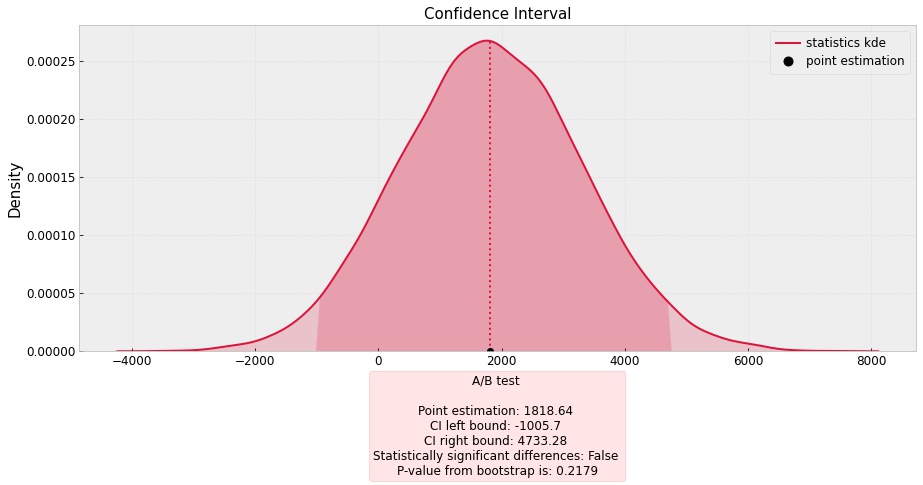 Confidence Interval
statistics kde
point estimation
Density
0.00025
0.00020
0.00015
0.00010
0.00005
0.00000
−4000 −2000 0 2000 4000 6000 8000
A/B test
Point estimation: 1818.64
CI left bound: -1005.7
CI right bound: 4733.28
Statistically significant differences: False
P-value from bootstrap is: 0.2179